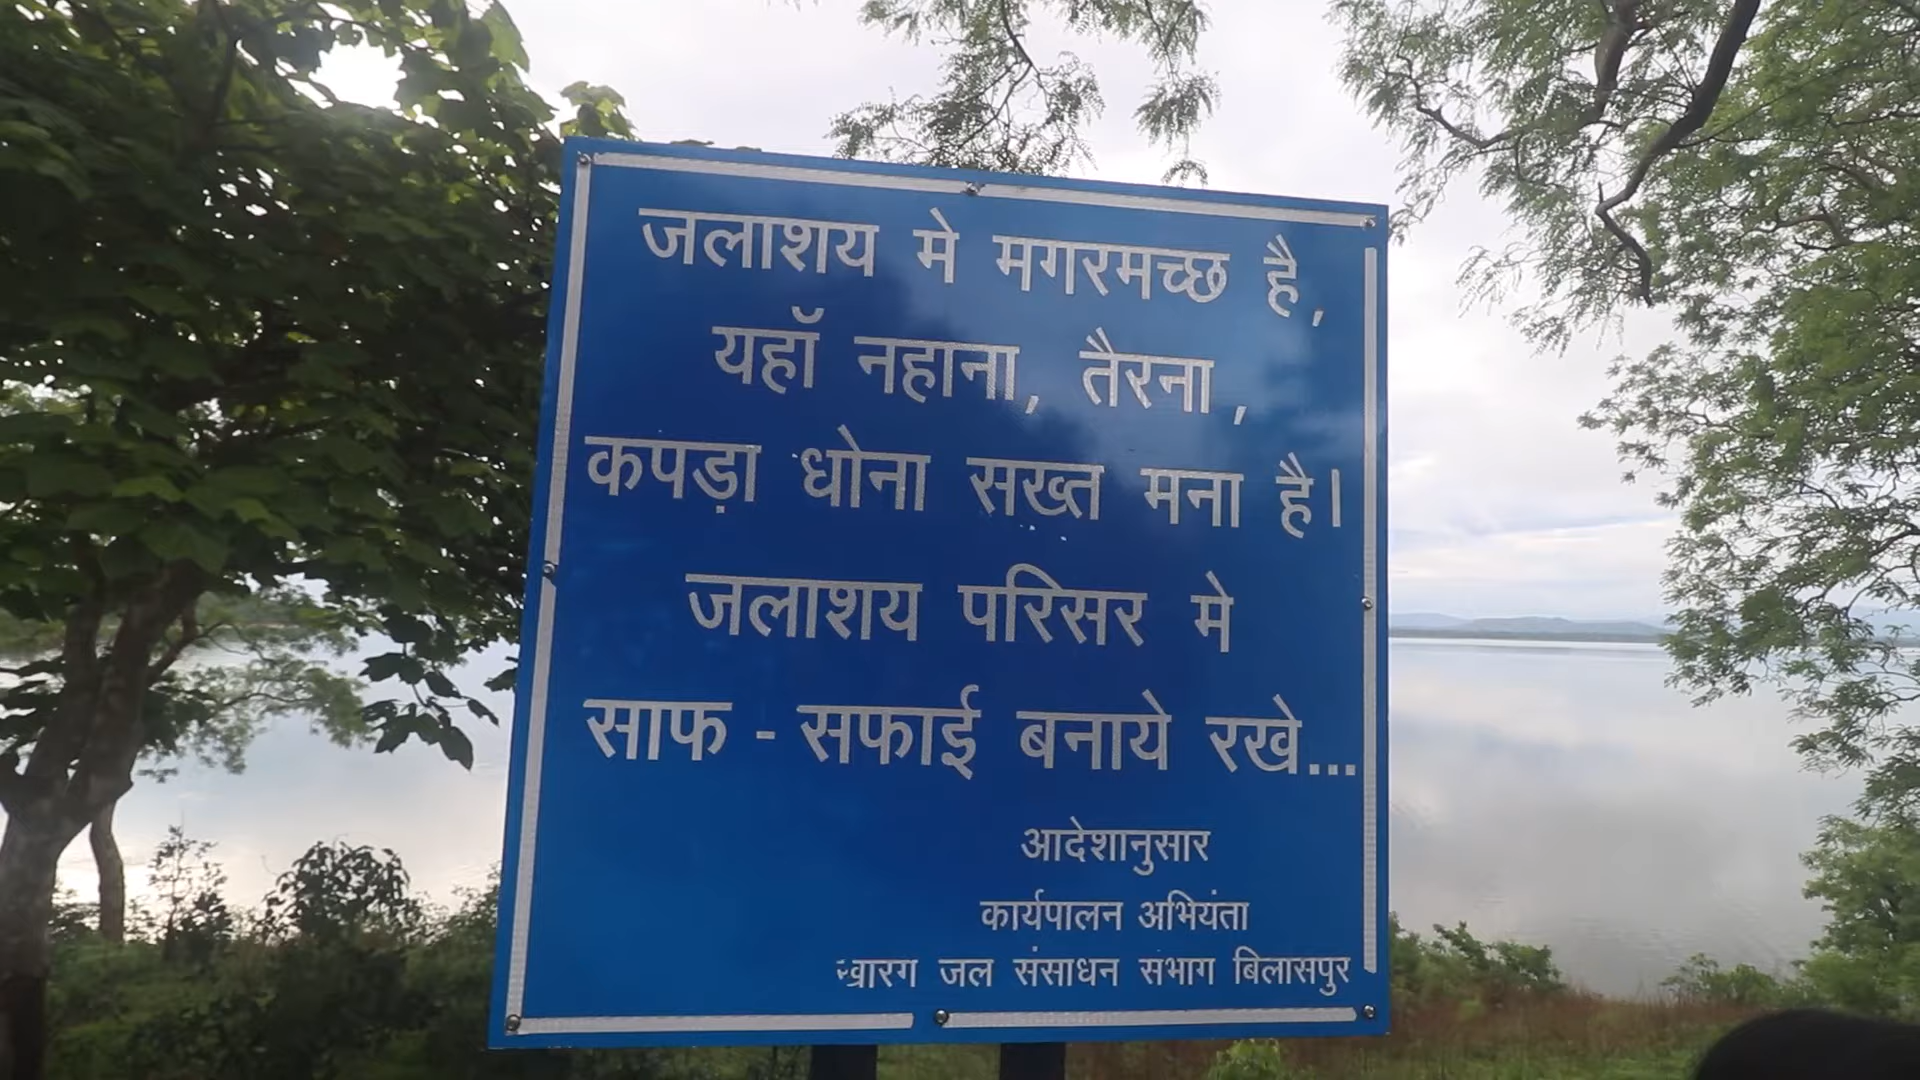 जलाशय मे मगरमच्छ है,
यहॉ नहाना, तैरना,
कपड़ा धोना सख्त मना है।
जलाशय परिसर मे
साफ - सफाई बनाये रखे...
आदेशानुसार
कार्यपालन अभियंता
खारग जल संसाधन सभाग बिलासपुर